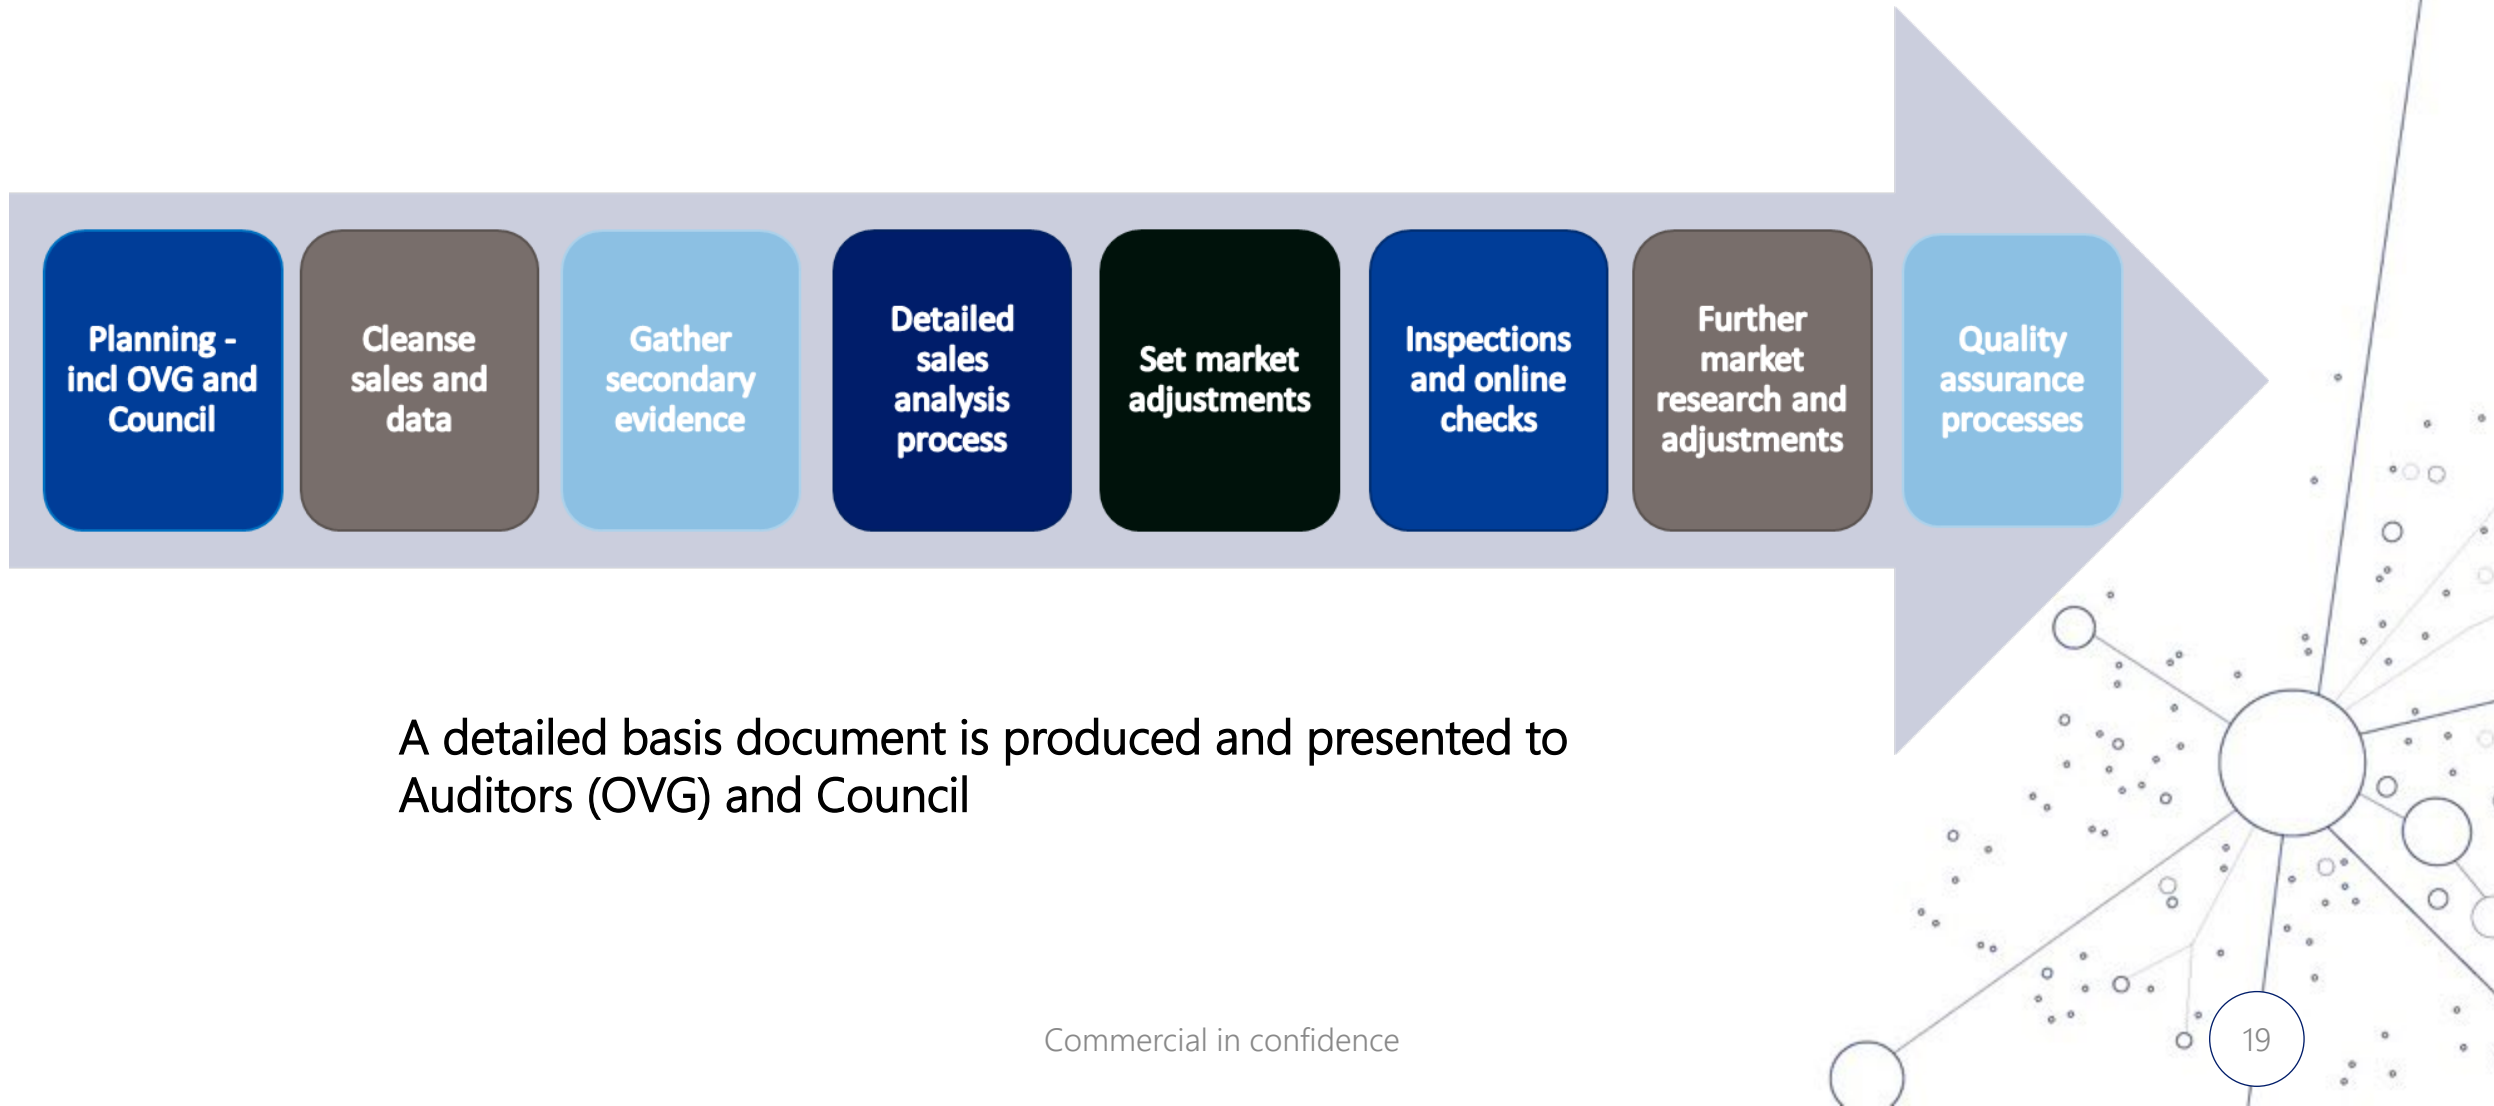 Planning -
incl OVG and
Council
Cleanse
sales and
data
Gather
secondary
evidence
Detailed
sales
analysis
process
Set market
adjustments
Inspections
and online
checks
Further
market
research and
adjustments
Quality
assurance
processes
A detailed basis document is produced and presented to
Auditors (OVG) and Council
Commercial in confidence
19